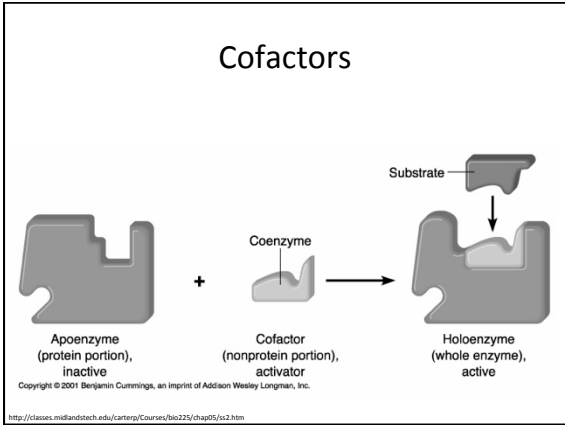 Cofactors
Substrate
Coenzyme
+
Apoenzyme
(protein portion),
inactive
Cofactor
(nonprotein portion),
activator
Holoenzyme
(whole enzyme),
active
Copyright © 2001 Benjamin Cummings, an imprint of Addison Wesley Longman, Inc.
http://classes.midlandstech.edu/carterp/Courses/bio225/chap05/ss2.htm